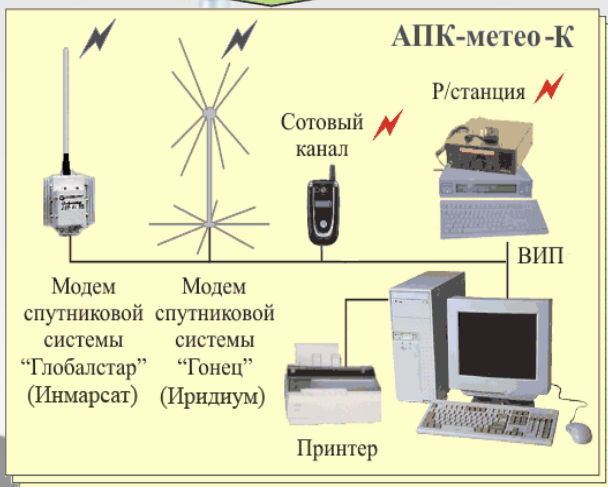 АПК-метео-К
Р/станция
Сотовый
канал
ВИП
Модем
спутниковой
системы
“Глобалстар”
(Инмарсат)
Модем
спутниковой
системы
“Гонец”
(Иридиум)
Принтер